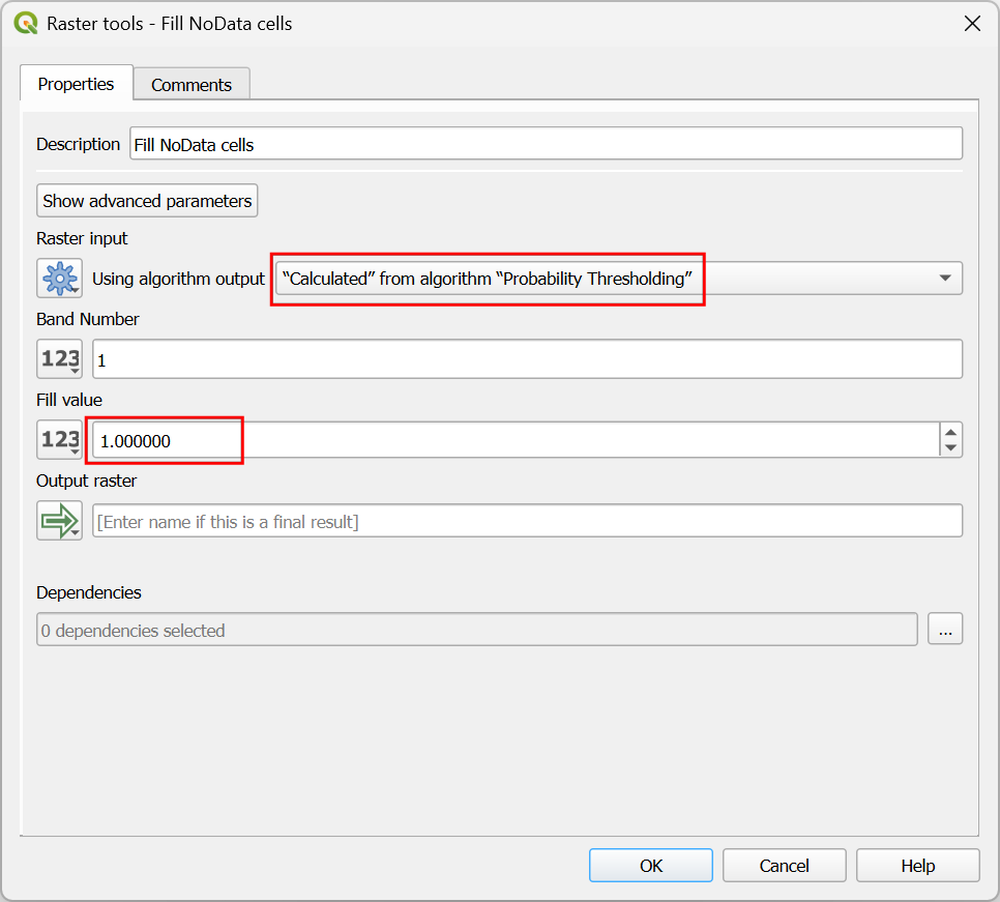 Raster tools - Fill NoData cells
Properties
Comments
Description
Fill NoData cells
Show advanced parameters
Raster input
Using algorithm output
“Calculated” from algorithm “Probability Thresholding”
Band Number
123
1
Fill value
123
1.000000
Output raster
[Enter name if this is a final result]
Dependencies
0 dependencies selected
...
OK
Cancel
Help